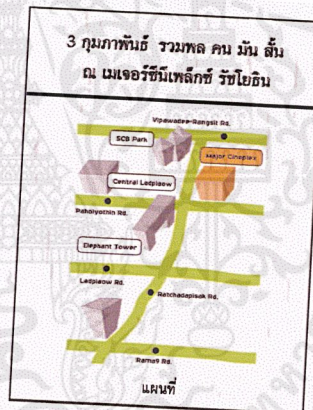 3 กุมภาพันธ์ รวมพล คน มัน สั้น
ณ เมเจอร์ซีนีเพล็กซ์ รัชโยธิน
Vipawadee-Rangsit Rd.
SCB Park
Major Cineplex
Central Ladplaow
Paholyothin Rd.
Elephant Tower
Ladplaow Rd.
Ratchadapisak Rd.
Rama9 Rd.
แผนที่